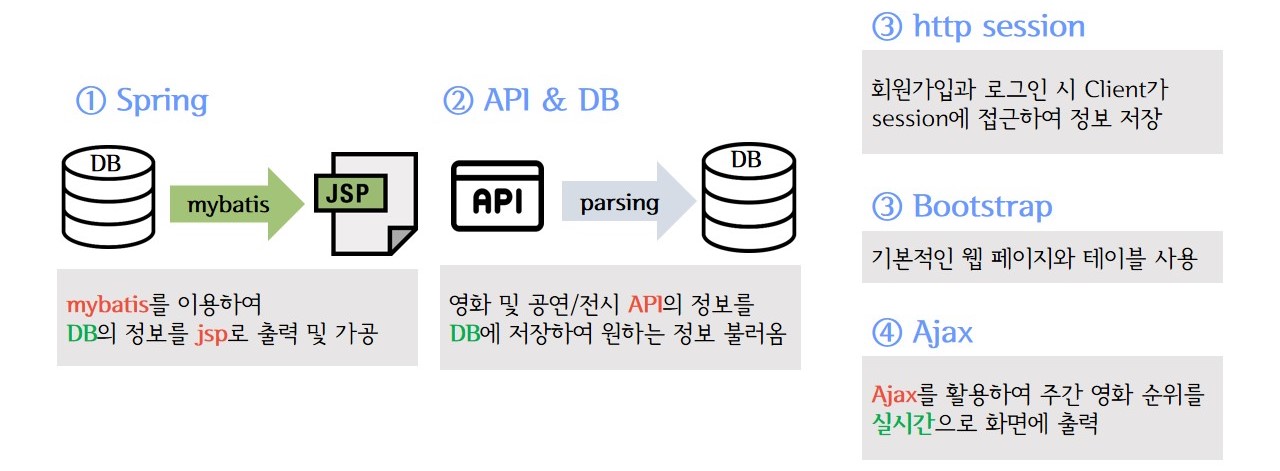 ① Spring
DB
mybatis
JSP
mybatis를 이용하여
DB의 정보를 jsp로 출력 및 가공
② API & DB
API
parsing
DB
영화 및 공연/전시 API의 정보를
DB에 저장하여 원하는 정보 불러옴
③ http session
회원가입과 로그인 시 Client가
session에 접근하여 정보 저장
③ Bootstrap
기본적인 웹 페이지와 테이블 사용
④ Ajax
Ajax를 활용하여 주간 영화 순위를
실시간으로 화면에 출력